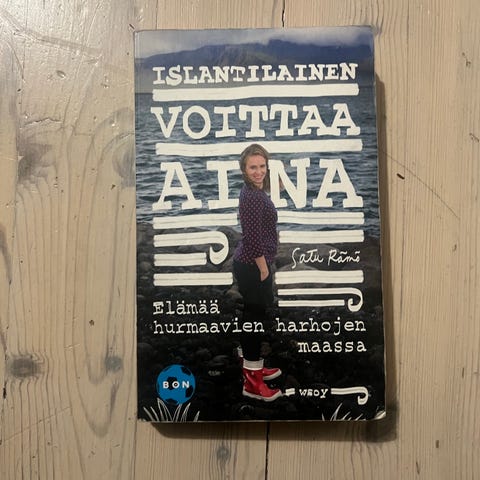 ISLANTILAINEN
VOITTAA
AINA
Satu Rämö
Elämää
hurmaavien harhojen
maassa
BON
WSOY